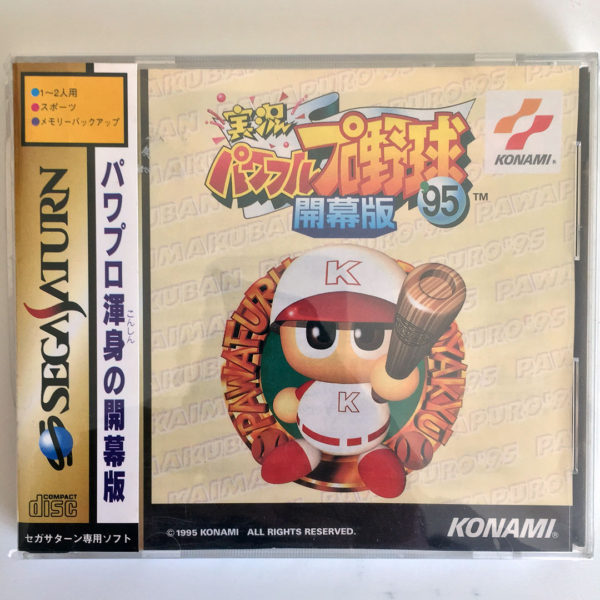 1〜2人用
スポーツ
メモリーバックアップ
SEGA SATURN
パワプロ渾身の開幕版
こんしん
COMPACT
disc
セガサターン専用ソフト
実況
パワフルプロ野球
開幕版
'95
TM
KONAMI®
K
K
PAWAFURU
YAKYU
KAIMAKUBAN
PAWAPURO'95
© 1995 KONAMI ALL RIGHTS RESERVED.
KONAMI®